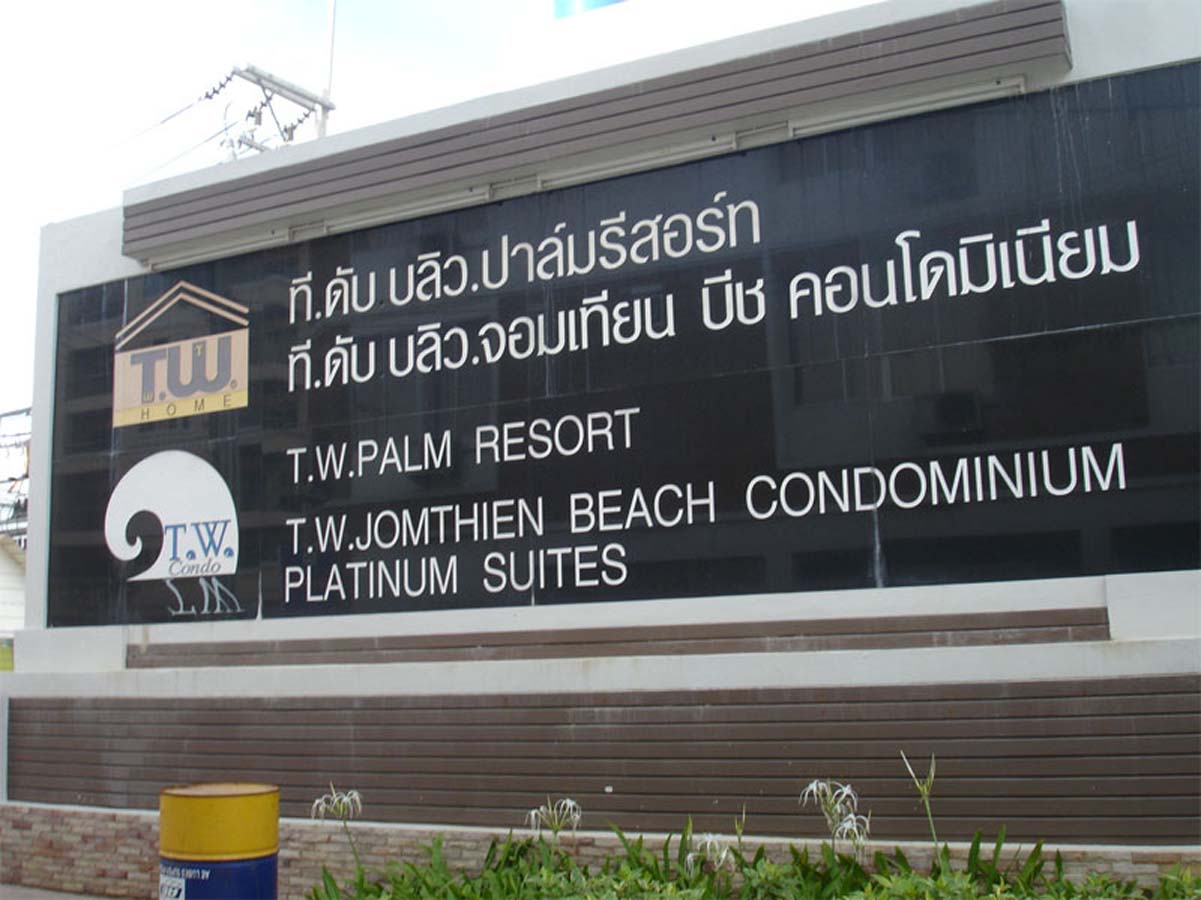 ที.ดับ บลิว.ปาล์มรีสอร์ท
ที.ดับ บลิว.จอมเทียน บีช คอนโดมิเนียม
T.W.
HOME
T.W.PALM RESORT
T.W.JOMTHIEN BEACH CONDOMINIUM
PLATINUM SUITES
T.W.
Condo